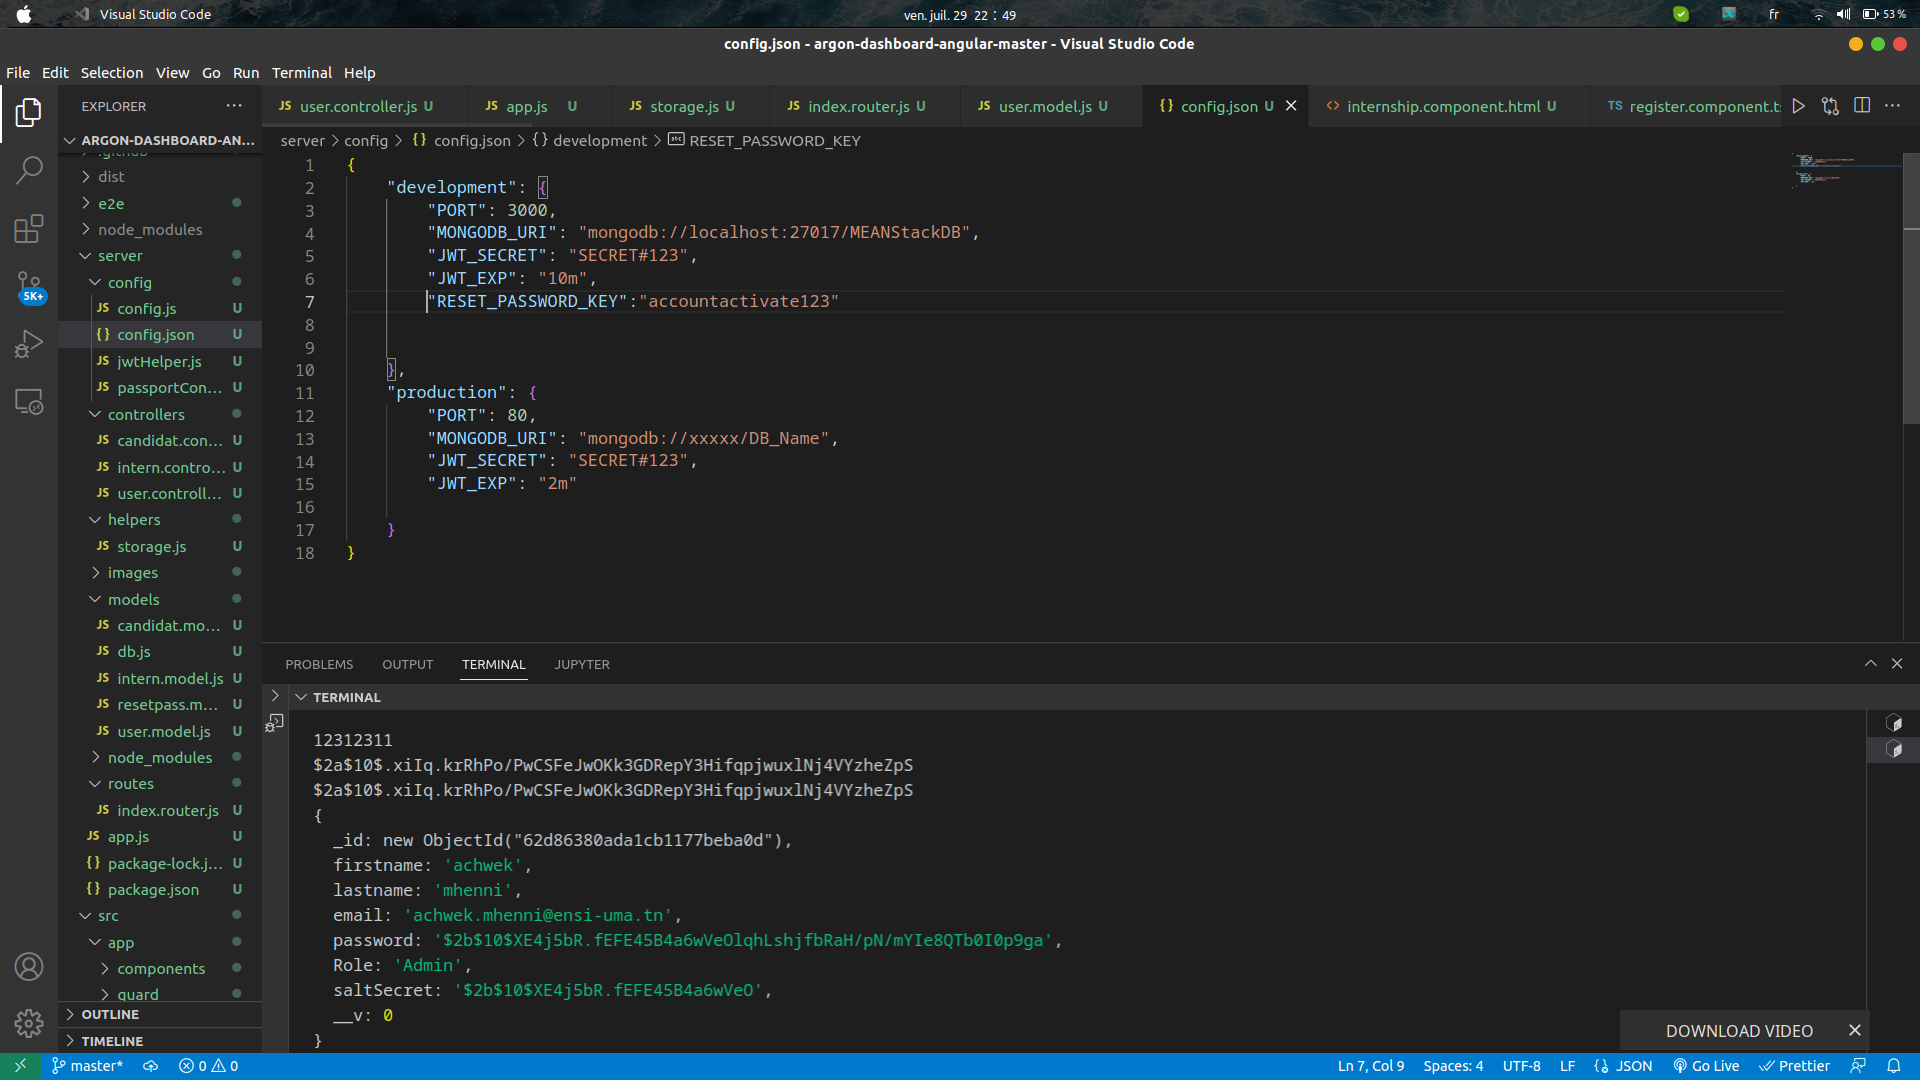 Visual Studio Code
ven. juil. 29 22 : 49
fr
53 %
config.json - argon-dashboard-angular-master - Visual Studio Code
File Edit Selection View Go Run Terminal Help
EXPLORER
JS user.controller.js U
JS app.js U
JS storage.js U
JS index.router.js U
JS user.model.js U
{} config.json U
<> internship.component.html U
TS register.component.ts
ARGON-DASHBOARD-AN...
server > config > {} config.json > {} development > RESET_PASSWORD_KEY
.github
dist
e2e
node_modules
server
config
5K+
JS config.js U
{} config.json U
JS jwtHelper.js U
JS passportCon... U
controllers
JS candidat.con... U
JS intern.contro... U
JS user.controll... U
helpers
JS storage.js U
images
models
JS candidat.mo... U
JS db.js U
JS intern.model.js U
JS resetpass.m... U
JS user.model.js U
node_modules
routes
JS index.router.js U
JS app.js U
{} package-lock.j... U
{} package.json U
src
app
components
guard
OUTLINE
TIMELINE
1 {
2 "development": {
3 "PORT": 3000,
4 "MONGODB_URI": "mongodb://localhost:27017/MEANStackDB",
5 "JWT_SECRET": "SECRET#123",
6 "JWT_EXP": "10m",
7 "RESET_PASSWORD_KEY":"accountactivate123"
8
9
10 },
11 "production": {
12 "PORT": 80,
13 "MONGODB_URI": "mongodb://xxxxx/DB_Name",
14 "JWT_SECRET": "SECRET#123",
15 "JWT_EXP": "2m"
16
17 }
18 }
PROBLEMS OUTPUT TERMINAL JUPYTER
TERMINAL
12312311
$2a$10$.xiIq.krRhPo/PwCSFeJwOKk3GDRepY3HifqpjwuxlNj4VYzheZpS
$2a$10$.xiIq.krRhPo/PwCSFeJwOKk3GDRepY3HifqpjwuxlNj4VYzheZpS
{
_id: new ObjectId("62d86380ada1cb1177beba0d"),
firstname: 'achwek',
lastname: 'mhenni',
email: 'achwek.mhenni@ensi-uma.tn',
password: '$2b$10$XE4j5bR.fEFE45B4a6wVeOlqhLshjfbRaH/pN/mYIe8QTb0I0p9ga',
Role: 'Admin',
saltSecret: '$2b$10$XE4j5bR.fEFE45B4a6wVeO',
__v: 0
}
DOWNLOAD VIDEO
master* 0 0
Ln 7, Col 9 Spaces: 4 UTF-8 LF {} JSON Go Live Prettier